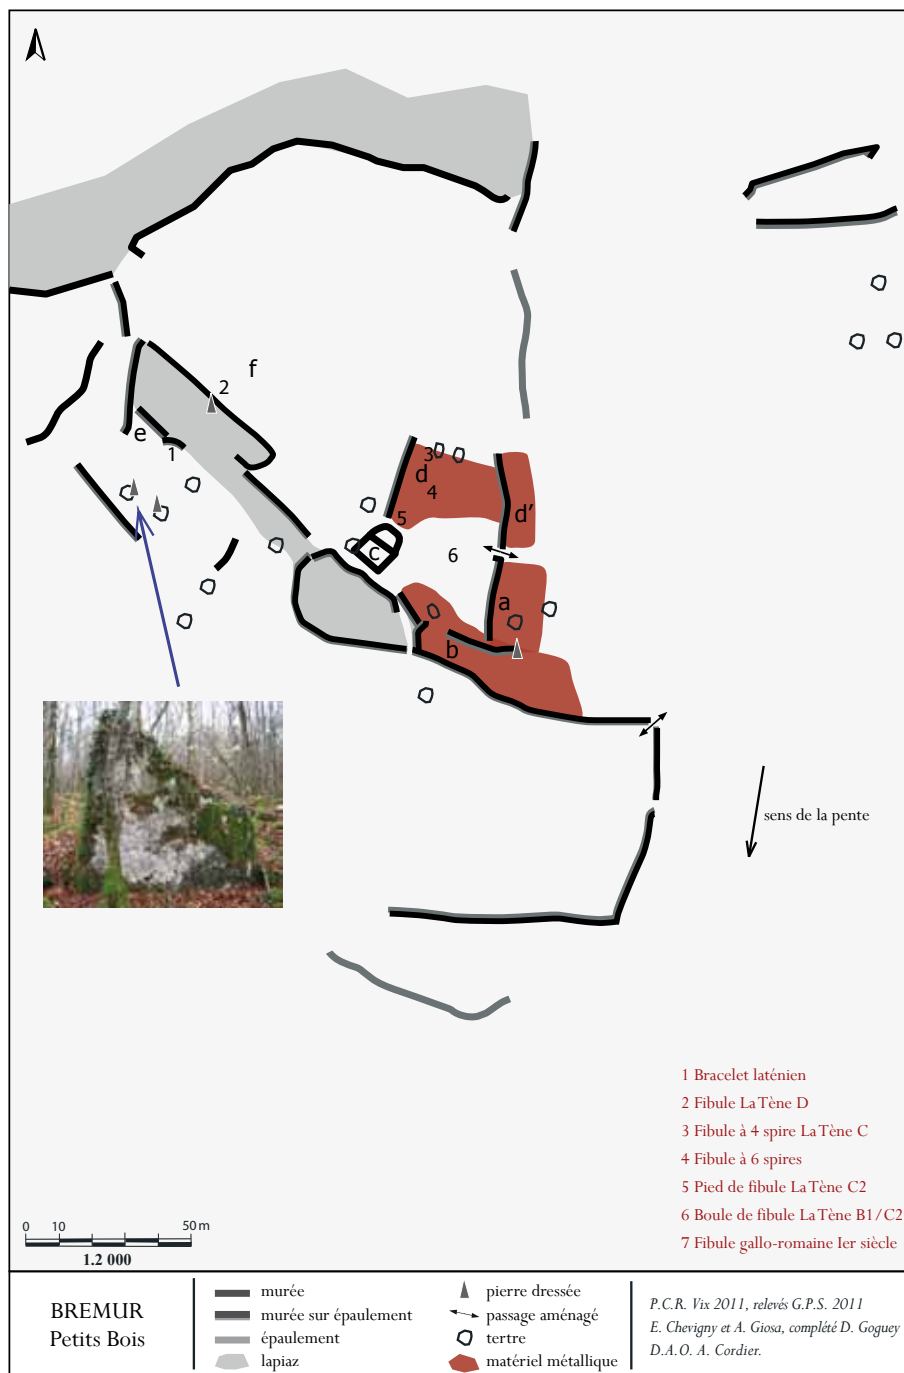 f
2
e
1
3
d
4
5
d'
c
6
a
b
sens de la pente
1 Bracelet laténien
2 Fibule La Tène D
3 Fibule à 4 spire La Tène C
4 Fibule à 6 spires
5 Pied de fibule La Tène C2
6 Boule de fibule La Tène B1/C2
7 Fibule gallo-romaine Ier siècle
0 10 50 m
1.2 000
BREMUR
Petits Bois
murée
murée sur épaulement
épaulement
lapiaz
pierre dressée
passage aménagé
tertre
matériel métallique
P.C.R. Vix 2011, relevés G.P.S. 2011
E. Chevigny et A. Giosa, complété D. Goguey
D.A.O. A. Cordier.